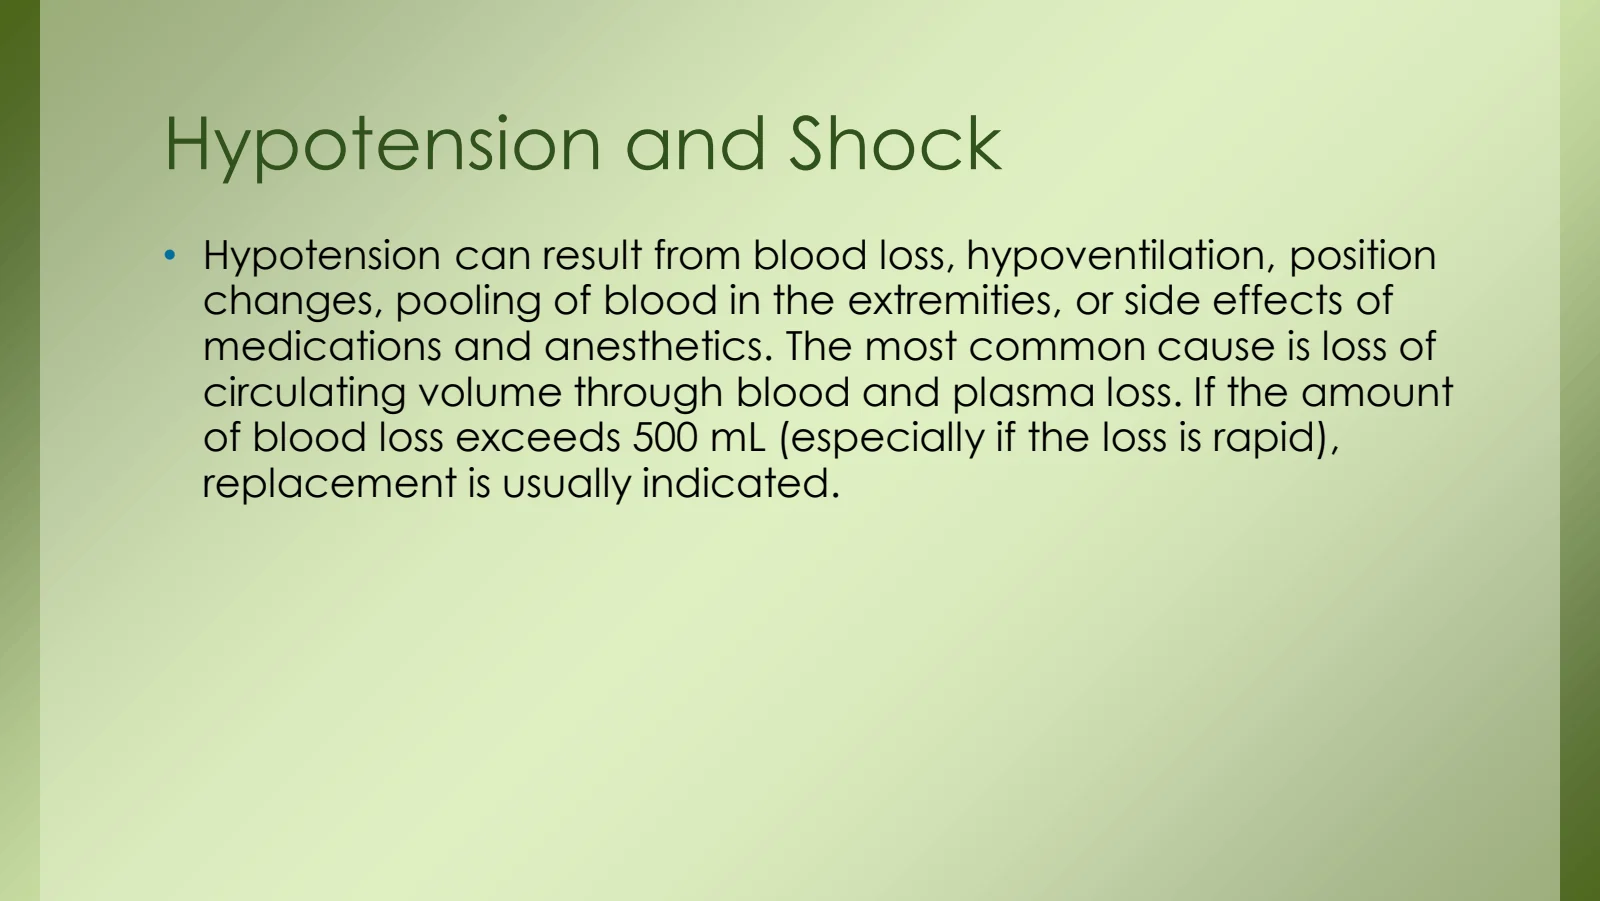 Hypotension and Shock
• Hypotension can result from blood loss, hypoventilation, position
changes, pooling of blood in the extremities, or side effects of
medications and anesthetics. The most common cause is loss of
circulating volume through blood and plasma loss. If the amount
of blood loss exceeds 500 mL (especially if the loss is rapid),
replacement is usually indicated.